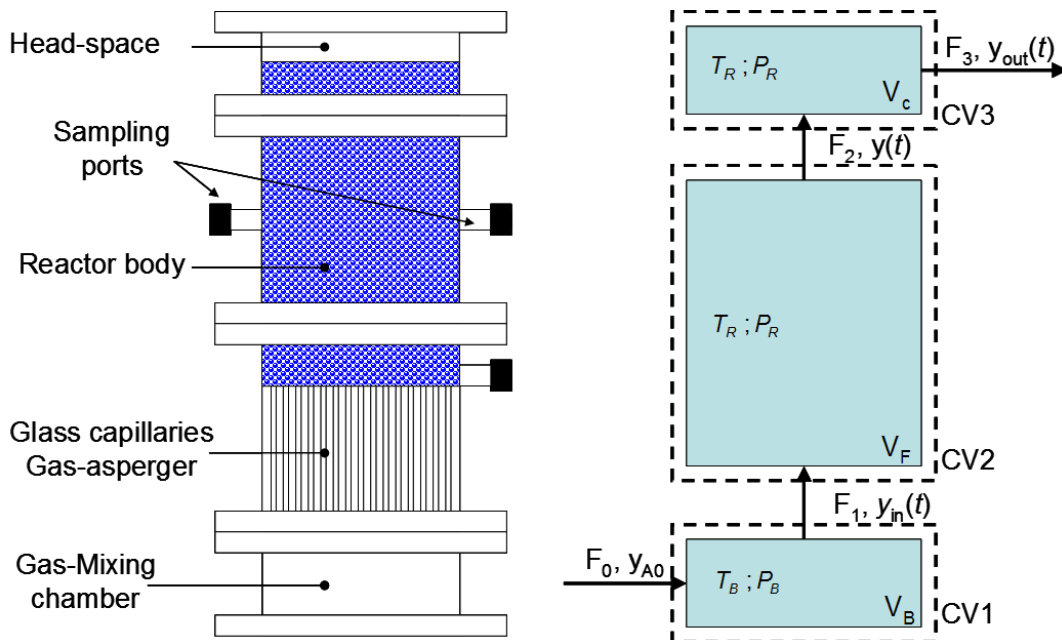 Head-space
Sampling
ports
Reactor body
Glass capillaries
Gas-asperger
Gas-Mixing
chamber
T_R ; P_R
V_c
F_3, y_out(t)
CV3
F_2, y(t)
T_R ; P_R
V_F
CV2
F_1, y_in(t)
F_0, y_A0
T_B ; P_B
V_B
CV1